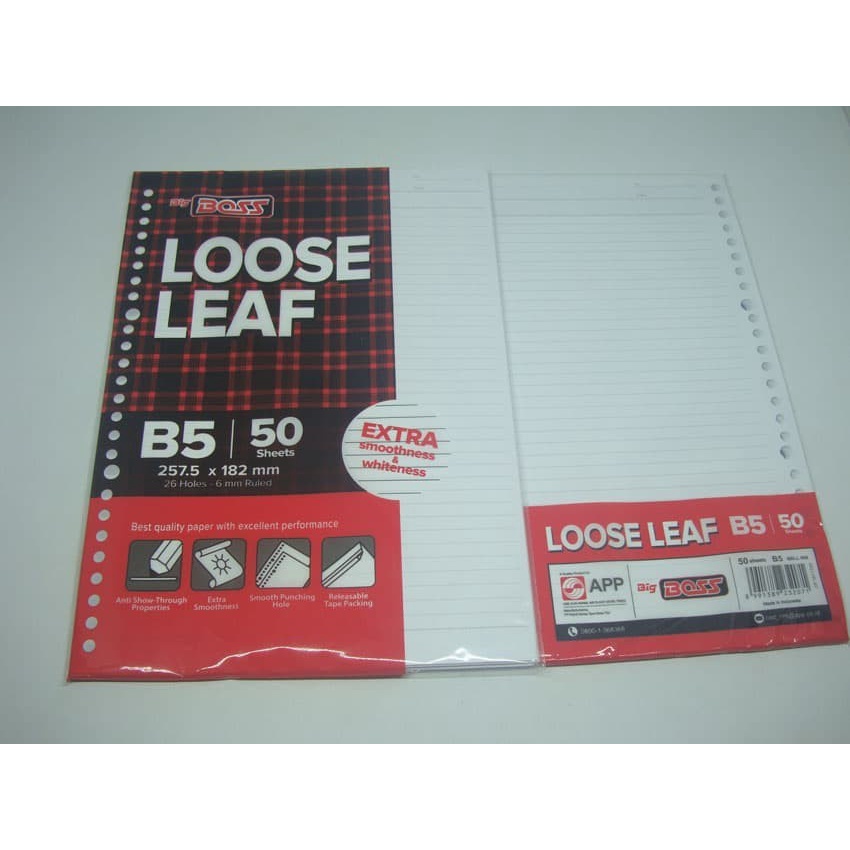 Big BOSS
LOOSE
LEAF
B5 | 50
Sheets
257.5 x 182 mm
26 Holes - 6 mm Ruled
EXTRA
smoothness
&
whiteness
Best quality paper with excellent performance
Anti Show-Through
Properties
Extra
Smoothness
Smooth Punching
Hole
Releasable
Tape Packing
LOOSE LEAF B5 | 50
Sheets
APP
Big BOSS
50 sheets B5
Made in Indonesia